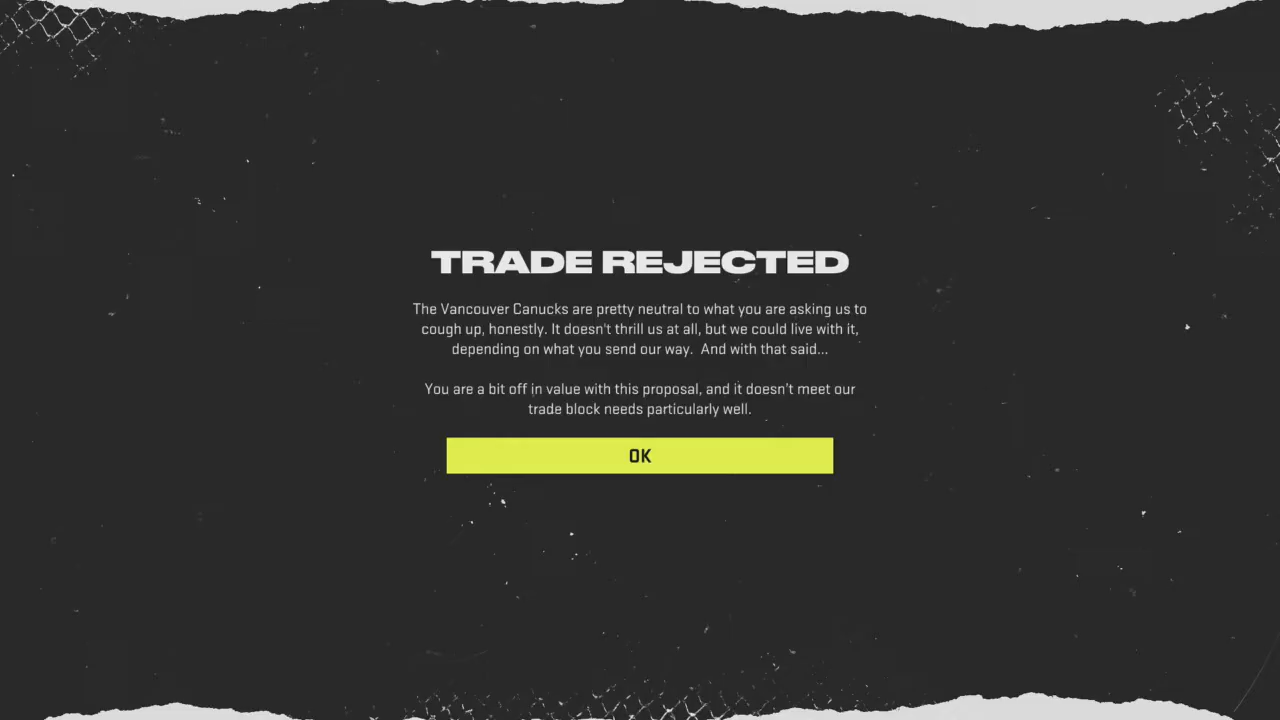 TRADE REJECTED
The Vancouver Canucks are pretty neutral to what you are asking us to
cough up, honestly. It doesn't thrill us at all, but we could live with it,
depending on what you send our way.  And with that said...
You are a bit off in value with this proposal, and it doesn't meet our
trade block needs particularly well.
OK